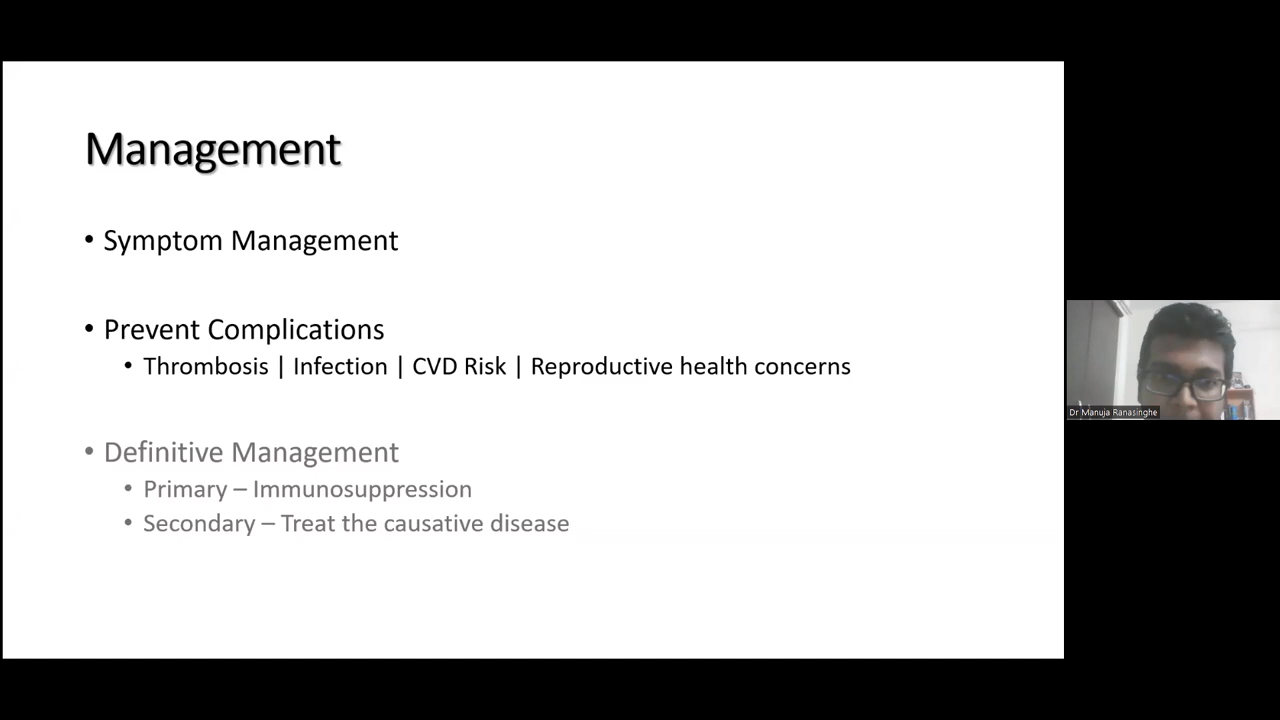 Management
• Symptom Management
• Prevent Complications
• Thrombosis | Infection | CVD Risk | Reproductive health concerns
• Definitive Management
• Primary – Immunosuppression
• Secondary – Treat the causative disease
Dr Manuja Ranasinghe